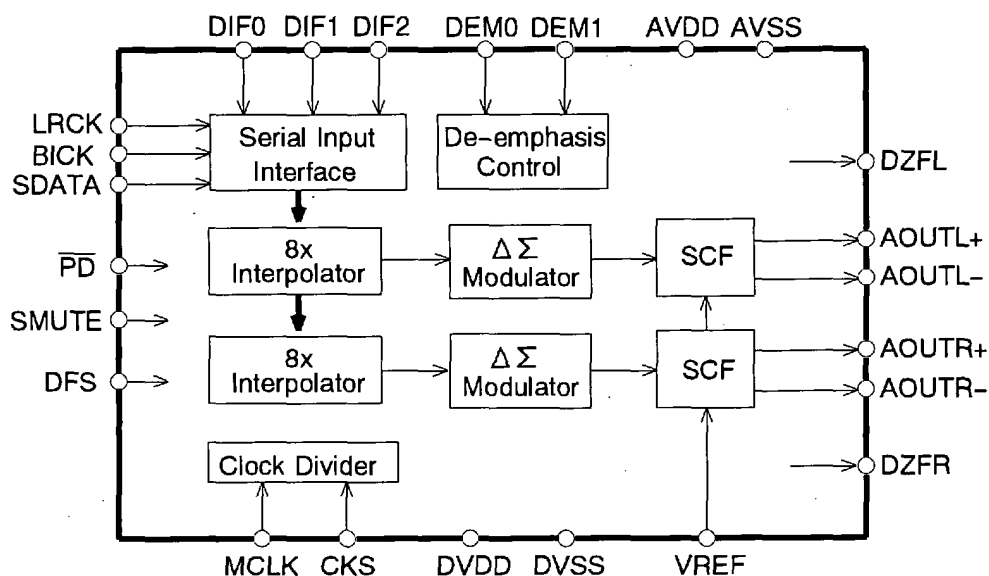 DIF0 DIF1 DIF2 DEM0 DEM1 AVDD AVSS
LRCK
BICK
SDATA
Serial Input
Interface
De-emphasis
Control
DZFL
PD
8x
Interpolator
ΔΣ
Modulator
SCF
AOUTL+
AOUTL-
SMUTE
DFS
8x
Interpolator
ΔΣ
Modulator
SCF
AOUTR+
AOUTR-
Clock Divider
DZFR
MCLK CKS DVDD DVSS VREF